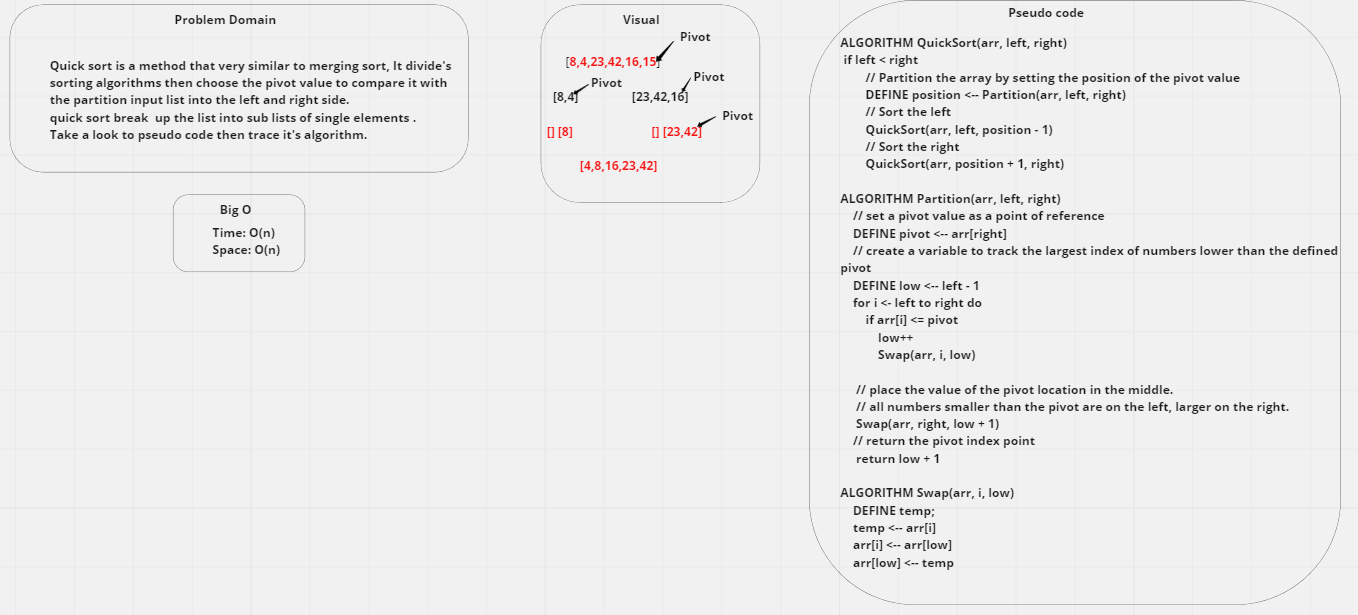 Problem Domain
Quick sort is a method that very similar to merging sort, It divide's
sorting algorithms then choose the pivot value to compare it with
the partition input list into the left and right side.
quick sort break  up the list into sub lists of single elements .
Take a look to pseudo code then trace it's algorithm.
Big O
Time: O(n)
Space: O(n)
Visual
Pivot
[8,4,23,42,16,15]
Pivot
Pivot
[8,4]
[23,42,16]
Pivot
[] [8]
[] [23,42]
[4,8,16,23,42]
Pseudo code
ALGORITHM QuickSort(arr, left, right)
if left < right
// Partition the array by setting the position of the pivot value
DEFINE position <-- Partition(arr, left, right)
// Sort the left
QuickSort(arr, left, position - 1)
// Sort the right
QuickSort(arr, position + 1, right)
ALGORITHM Partition(arr, left, right)
// set a pivot value as a point of reference
DEFINE pivot <-- arr[right]
// create a variable to track the largest index of numbers lower than the defined
pivot
DEFINE low <-- left - 1
for i <- left to right do
if arr[i] <= pivot
low++
Swap(arr, i, low)
// place the value of the pivot location in the middle.
// all numbers smaller than the pivot are on the left, larger on the right.
Swap(arr, right, low + 1)
// return the pivot index point
return low + 1
ALGORITHM Swap(arr, i, low)
DEFINE temp;
temp <-- arr[i]
arr[i] <-- arr[low]
arr[low] <-- temp